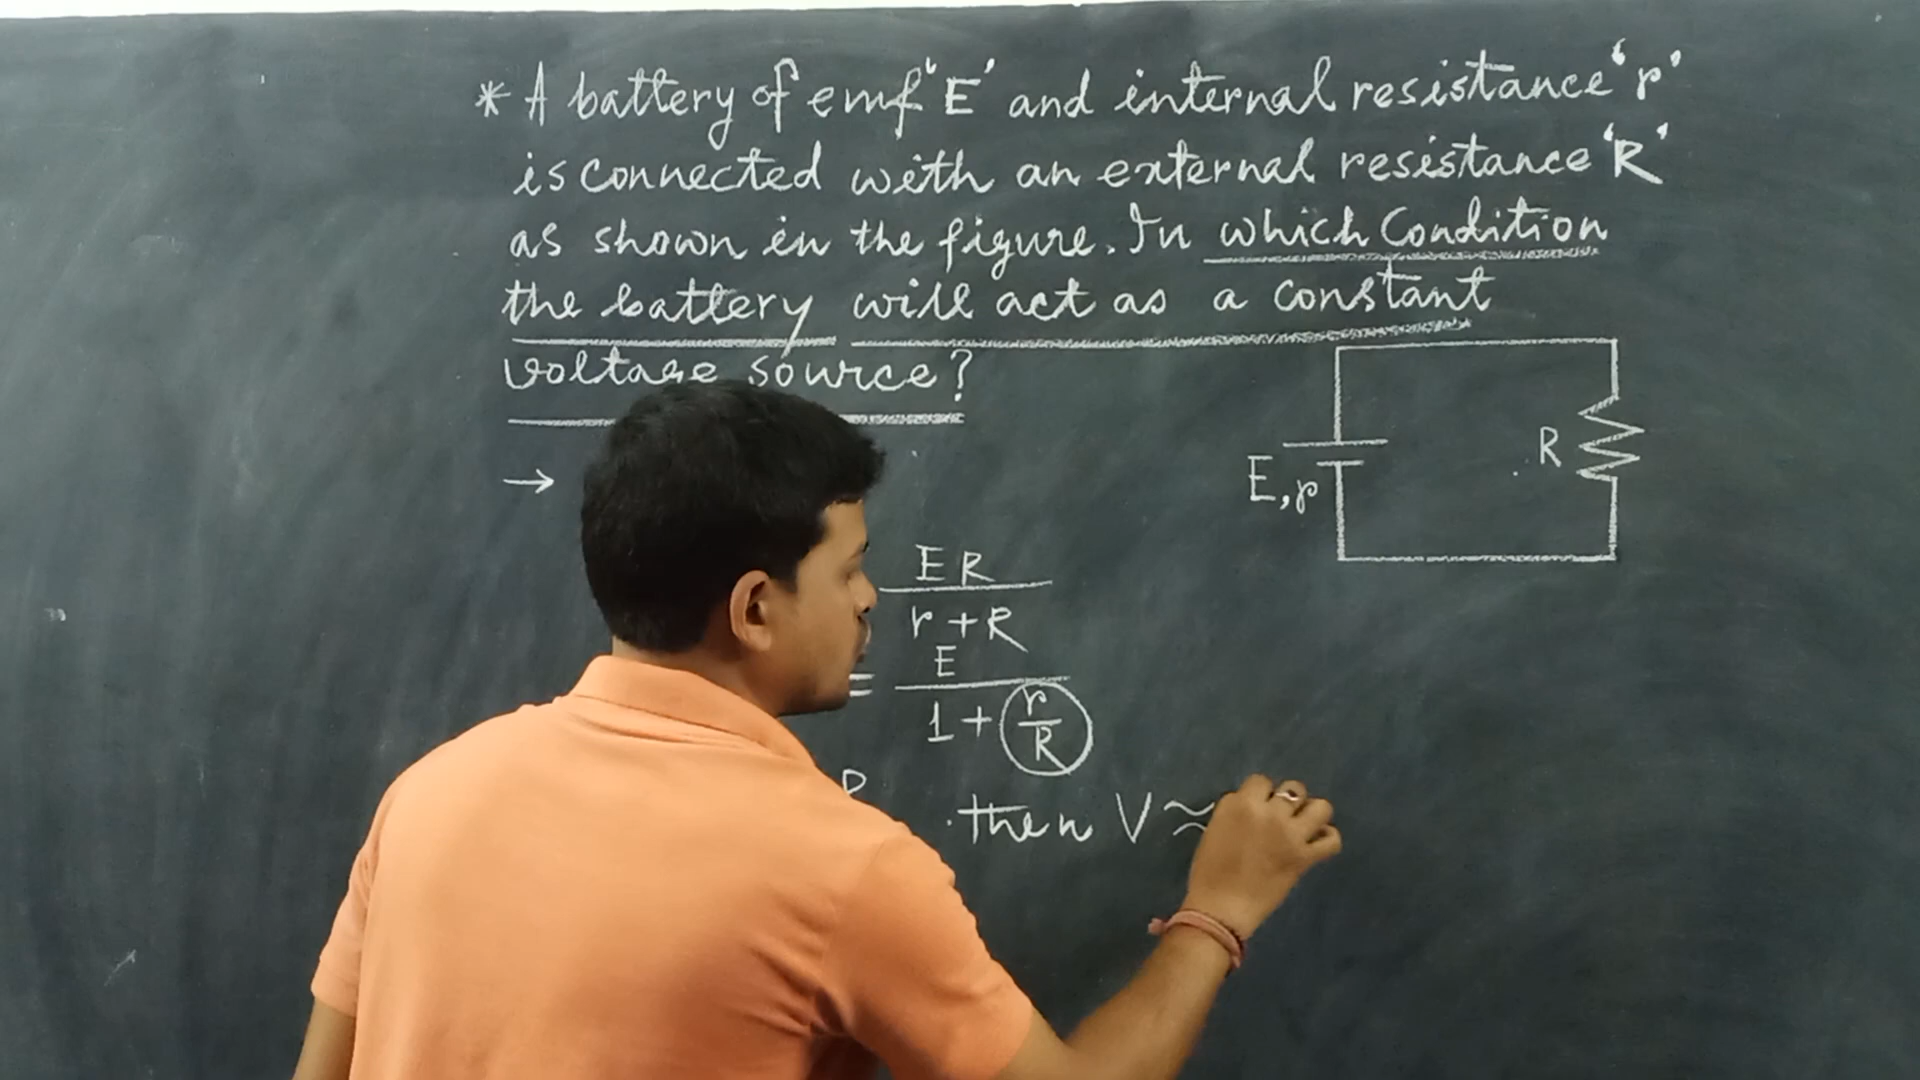 * A battery of emf 'E' and internal resistance 'r'
is connected with an external resistance 'R'
as shown in the figure. In which Condition
the battery will act as a constant
voltage source?
E, r
R
→
ER
r + R
= E
1 + r
R
R
then V ≈